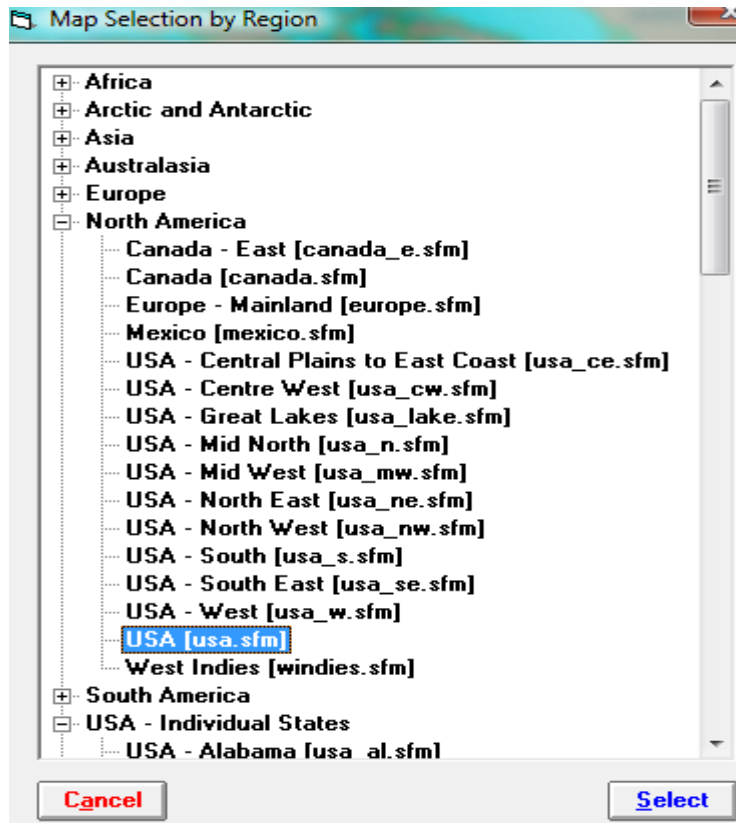 Map Selection by Region
Africa
Arctic and Antarctic
Asia
Australasia
Europe
North America
Canada - East [canada_e.sfm]
Canada [canada.sfm]
Europe - Mainland [europe.sfm]
Mexico [mexico.sfm]
USA - Central Plains to East Coast [usa_ce.sfm]
USA - Centre West [usa_cw.sfm]
USA - Great Lakes [usa_lake.sfm]
USA - Mid North [usa_n.sfm]
USA - Mid West [usa_mw.sfm]
USA - North East [usa_ne.sfm]
USA - North West [usa_nw.sfm]
USA - South [usa_s.sfm]
USA - South East [usa_se.sfm]
USA - West [usa_w.sfm]
USA [usa.sfm]
West Indies [windies.sfm]
South America
USA - Individual States
USA - Alabama [usa_al.sfm]
Cancel Select